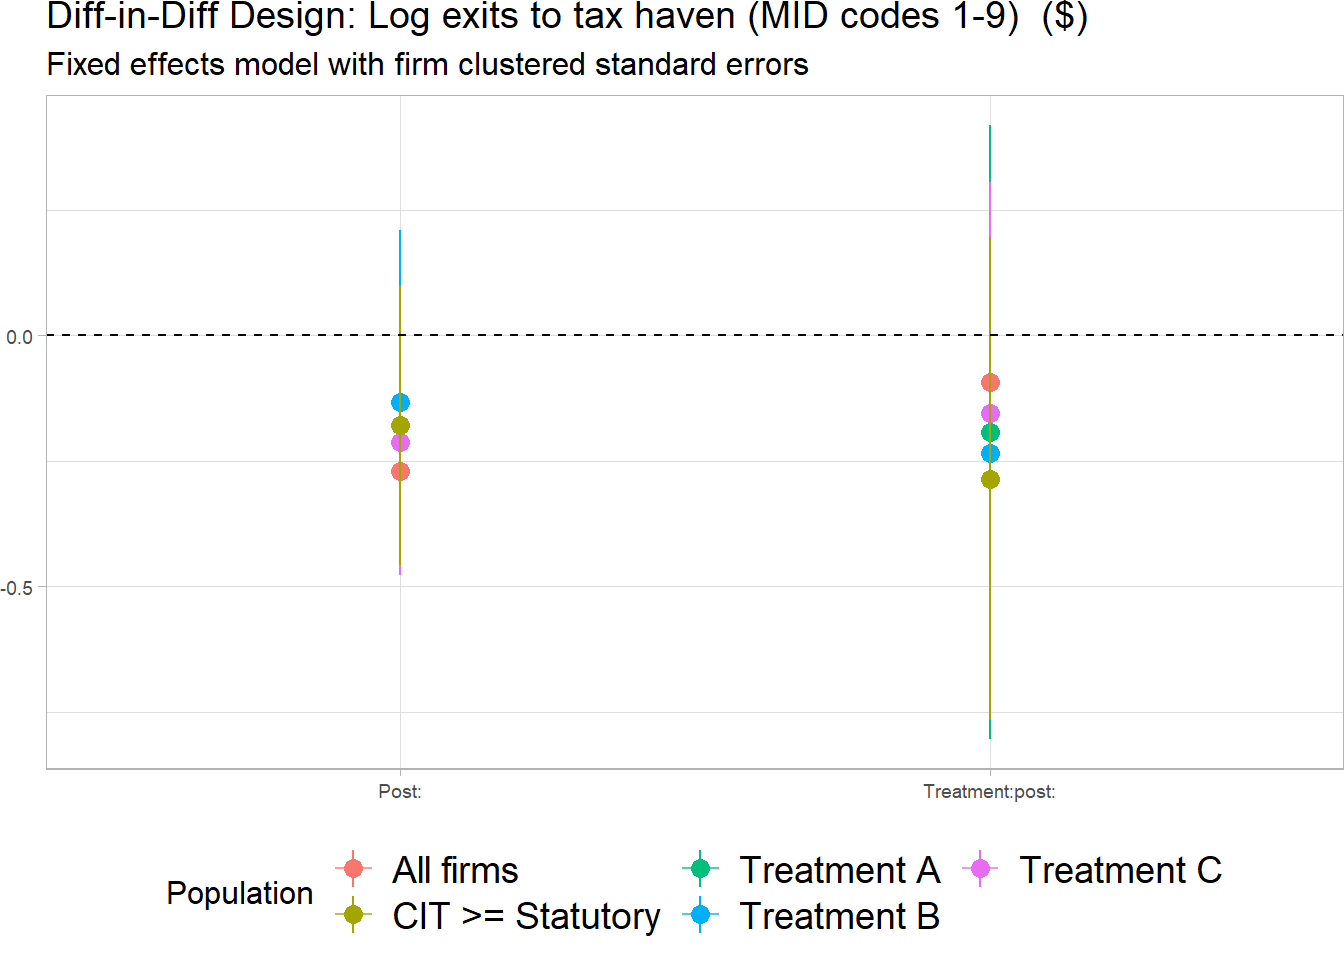 Diff-in-Diff Design: Log exits to tax haven (MID codes 1-9)  ($)
Fixed effects model with firm clustered standard errors
0.0
-0.5
Post:
Treatment:post:
Population
All firms
Treatment A
Treatment C
CIT >= Statutory
Treatment B